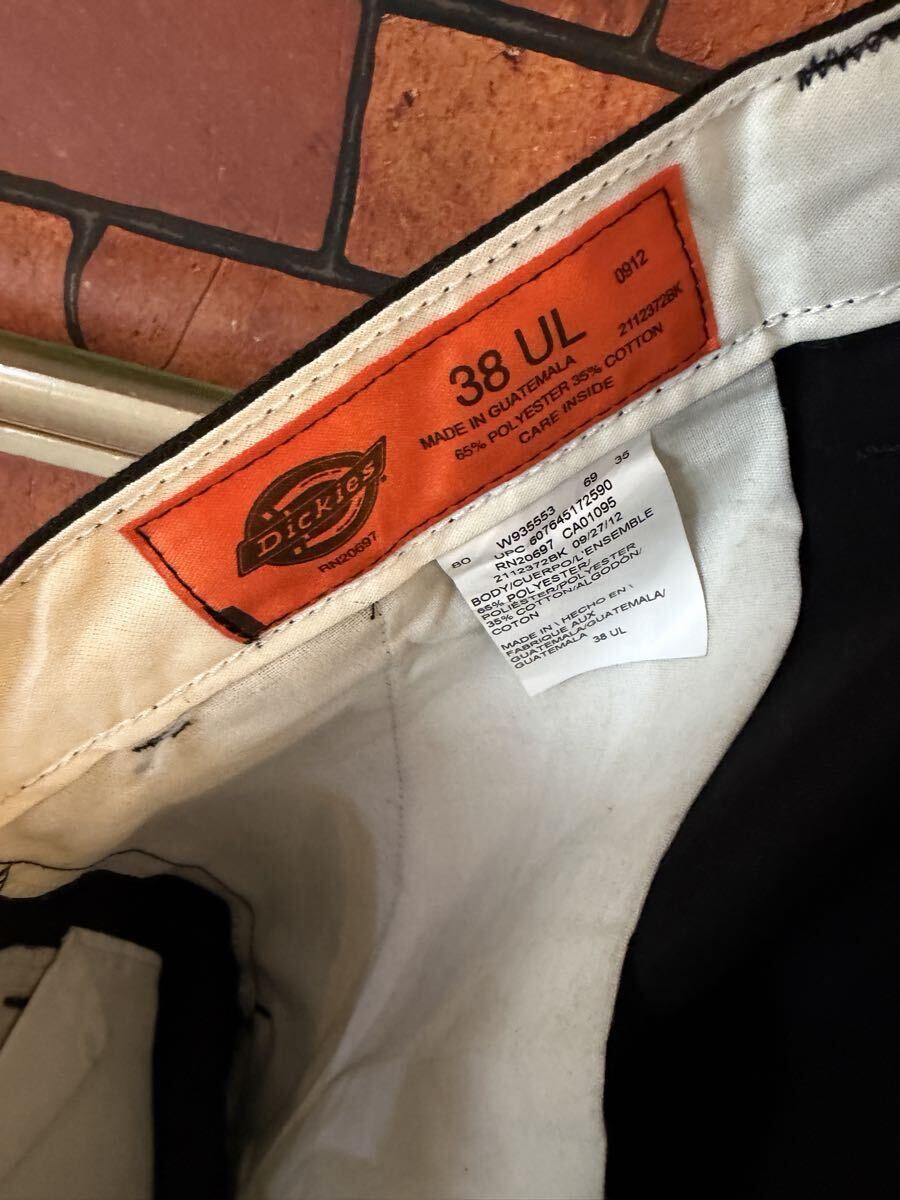 0912
38 UL
2112372BK
MADE IN GUATEMALA
65% POLYESTER 35% COTTON
CARE INSIDE
Dickies
RN20697
80 W935553 69 35
UPC 607645172590
RN20697 CA01095
2112372BK 09/27/12
BODY/CUERPO/L'ENSEMBLE
65% POLYESTER/
POLIÉSTER/POLYESTER
35% COTTON/ALGODON/
COTON
MADE IN \ HECHO EN \
FABRIQUE AUX
GUATEMALA/GUATEMALA/
GUATEMALA 38 UL